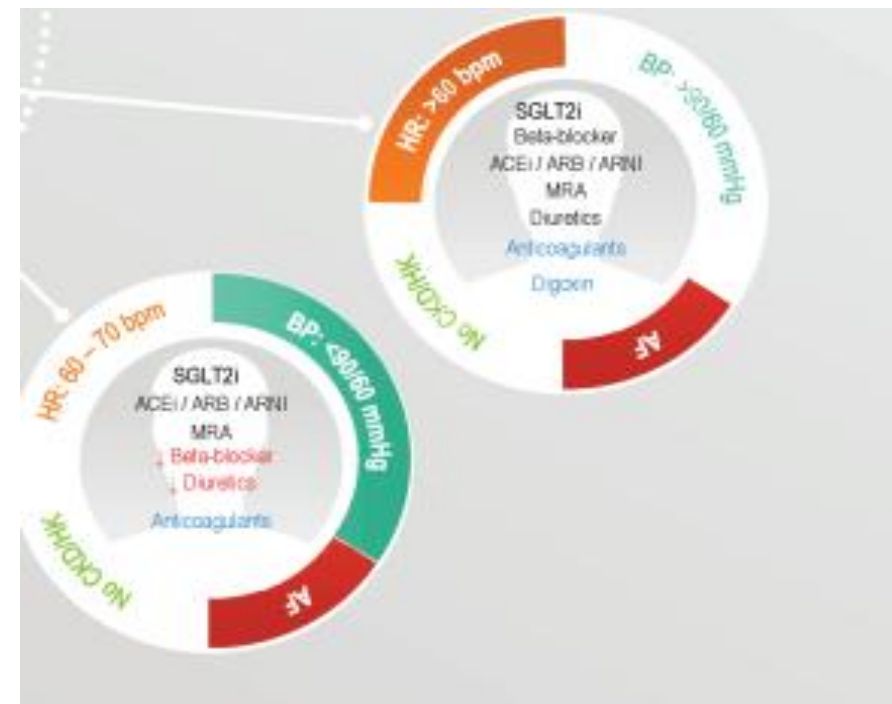 HR: >60 bpm
BP: >90/60 mmHg
SGLT2i
Beta-blocker
ACEi / ARB / ARNI
MRA
Diuretics
Anticoagulants
Digoxin
No CKD/HK
AF
HR: 60 – 70 bpm
BP: <90/60 mmHg
SGLT2i
ACEi / ARB / ARNI
MRA
↓ Beta-blocker
↓ Diuretics
Anticoagulants
No CKD/HK
AF